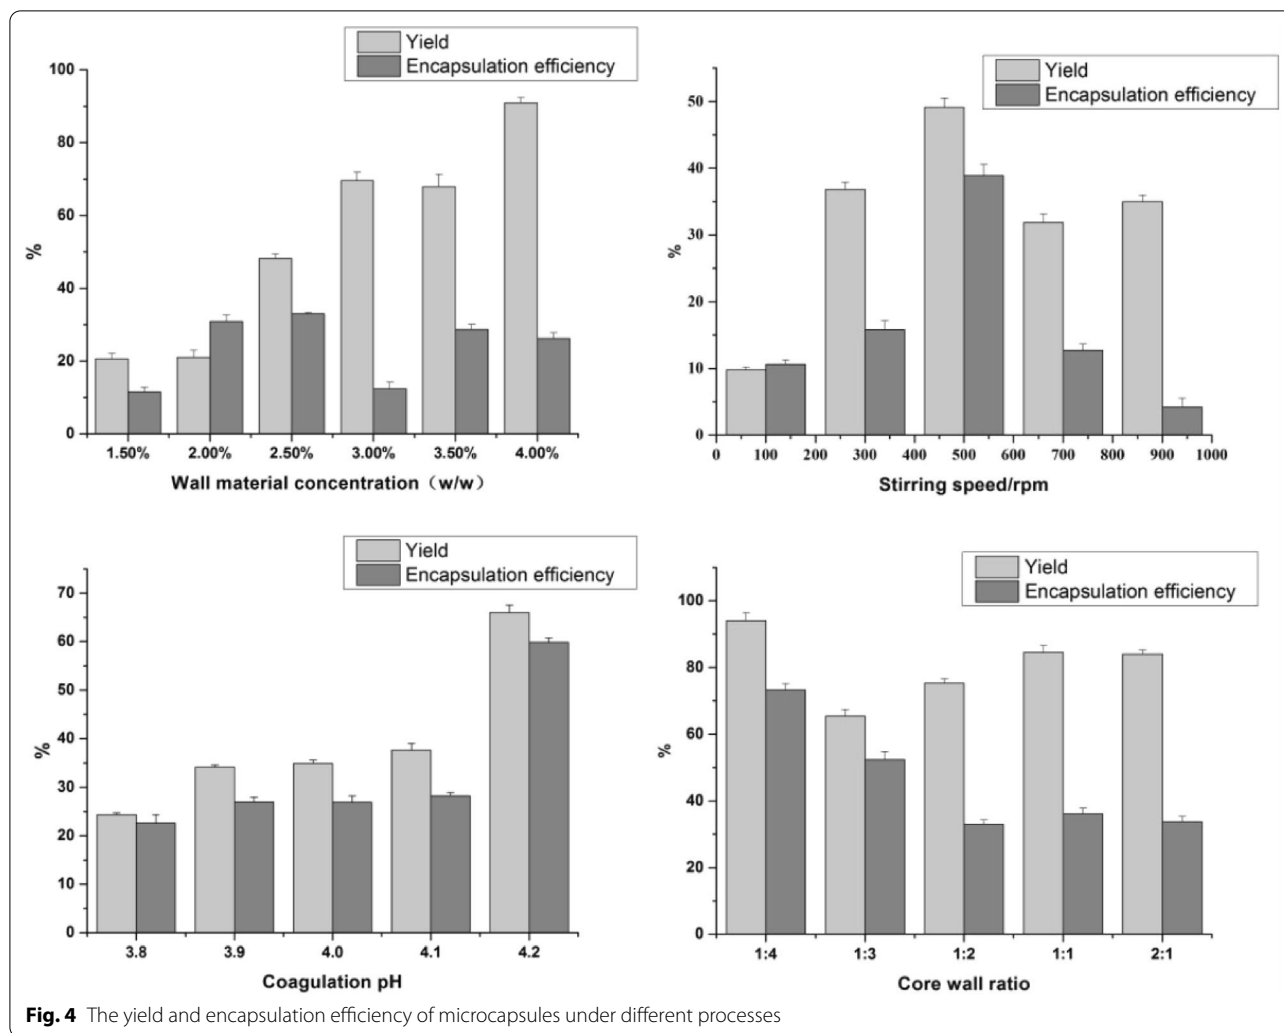 Yield
Encapsulation efficiency
100
80
60
40
20
0
%
1.50% 2.00% 2.50% 3.00% 3.50% 4.00%
Wall material concentration（w/w）
Yield
Encapsulation efficiency
50
40
30
20
10
0
%
0 100 200 300 400 500 600 700 800 900 1000
Stirring speed/rpm
Yield
Encapsulation efficiency
70
60
50
40
30
20
10
0
%
3.8 3.9 4.0 4.1 4.2
Coagulation pH
Yield
Encapsulation efficiency
100
80
60
40
20
0
%
1:4 1:3 1:2 1:1 2:1
Core wall ratio
Fig. 4 The yield and encapsulation efficiency of microcapsules under different processes